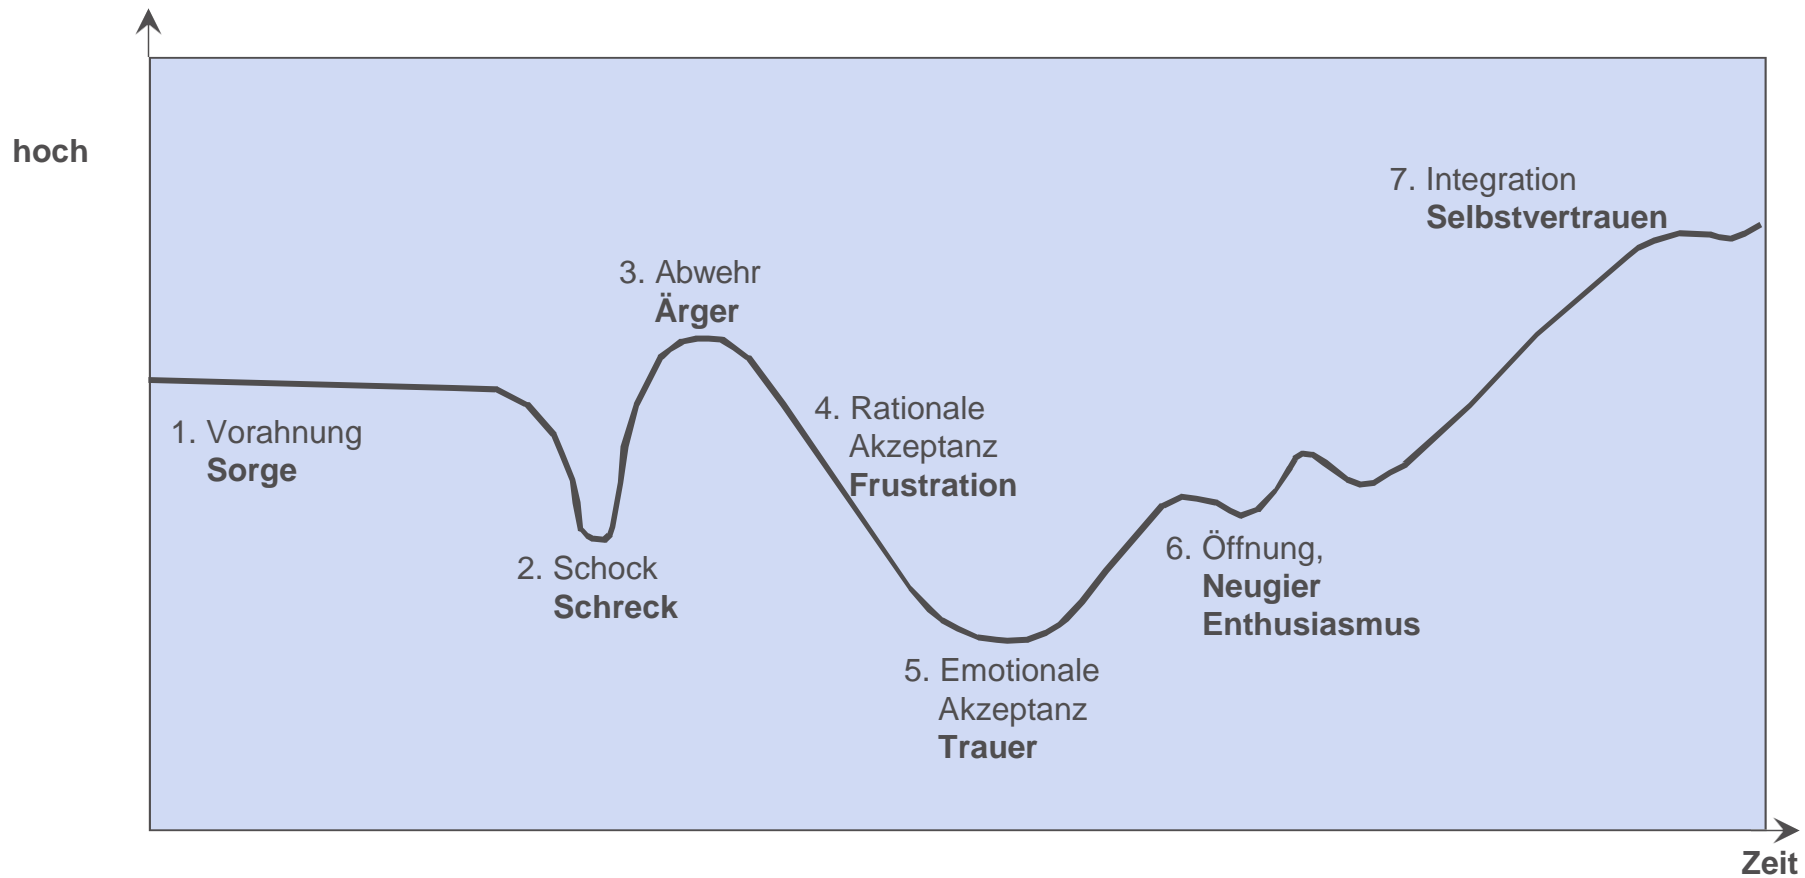 hoch
1. Vorahnung
Sorge
2. Schock
Schreck
3. Abwehr
Ärger
4. Rationale
Akzeptanz
Frustration
5. Emotionale
Akzeptanz
Trauer
6. Öffnung,
Neugier
Enthusiasmus
7. Integration
Selbstvertrauen
Zeit